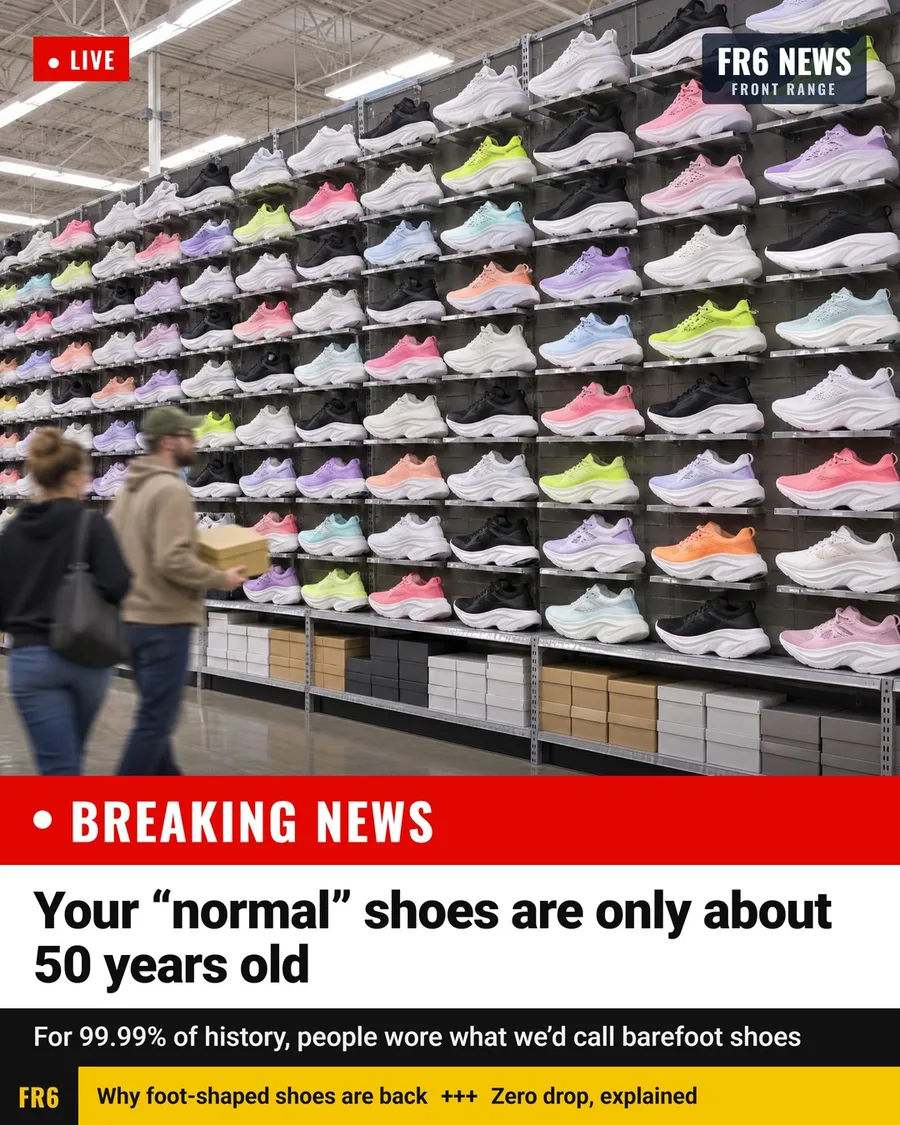 • LIVE
FR6 NEWS
FRONT RANGE
• BREAKING NEWS
Your “normal” shoes are only about
50 years old
For 99.99% of history, people wore what we’d call barefoot shoes
FR6
Why foot-shaped shoes are back +++ Zero drop, explained